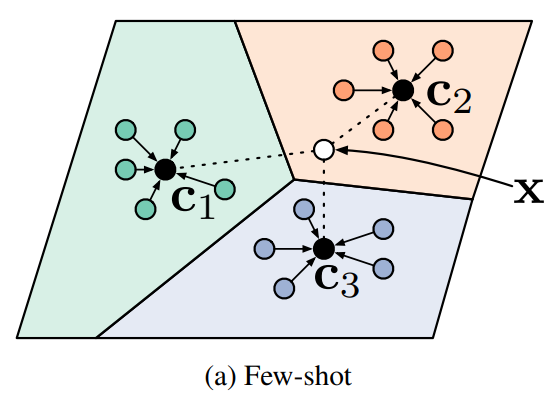 c₂
x
c₁
c₃
(a) Few-shot